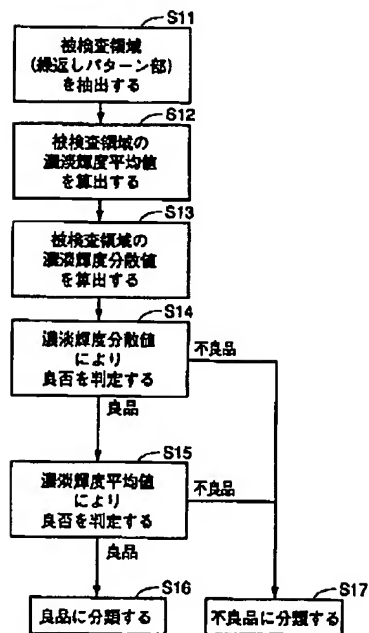 S11
被検査領域
(繰返しパターン部)
を抽出する
S12
被検査領域の
濃淡輝度平均値
を算出する
S13
被検査領域の
濃淡輝度分散値
を算出する
S14
濃淡輝度分散値
により
良否を判定する
不良品
良品
S15
濃淡輝度平均値
により
良否を判定する
不良品
良品
S16
良品に分類する
S17
不良品に分類する